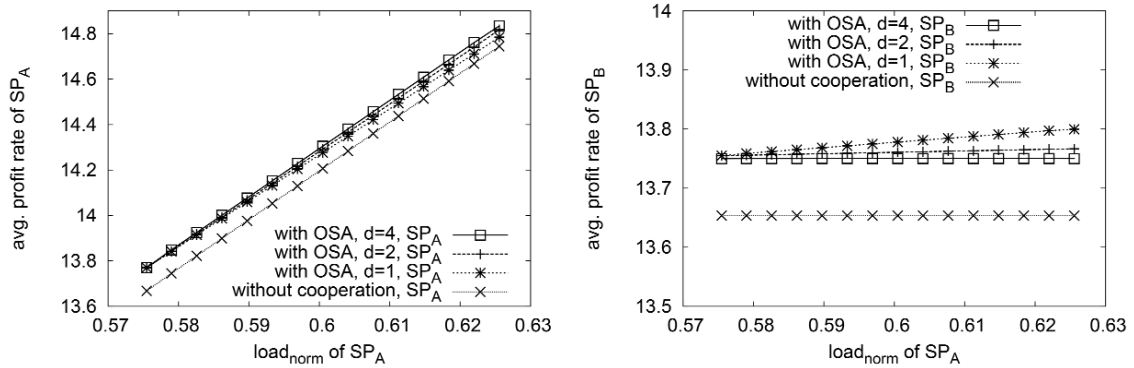 avg. profit rate of SP_A
14.8
14.6
14.4
14.2
14
13.8
13.6
with OSA, d=4, SP_A
with OSA, d=2, SP_A
with OSA, d=1, SP_A
without cooperation, SP_A
0.57 0.58 0.59 0.6 0.61 0.62 0.63
load_norm of SP_A
avg. profit rate of SP_B
14
13.9
13.8
13.7
13.6
13.5
with OSA, d=4, SP_B
with OSA, d=2, SP_B
with OSA, d=1, SP_B
without cooperation, SP_B
0.57 0.58 0.59 0.6 0.61 0.62 0.63
load_norm of SP_A